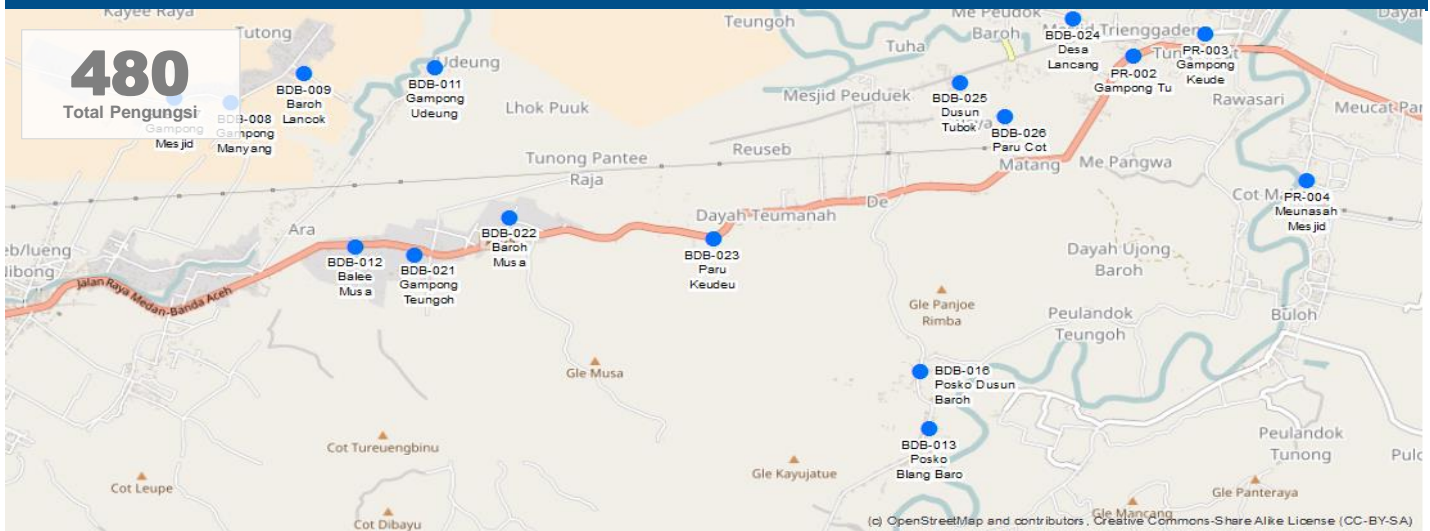 Kayee Raya
Tutong
Teungoh
Me Peudok
Baroh
Tuha
480
Total Pengungsi
Gampong
Mesjid
BDB-008
Gampong
Manyang
BDB-009
Baroh
Lancok
BDB-011
Gampong
Udeung
Udeung
Lhok Puuk
Mesjid Peuduek
BDB-024
Desa
Lancang
Mesjid Trienggadeng
PR-002
Gampong Tu
PR-003
Gampong
Keude
Rawasari
BDB-025
Dusun
Tubok
BDB-026
Paru Cot
Tunong Pantee
Raja
Reuseb
Matang
Me Pangwa
PR-004
Meunasah
Mesjid
Ara
BDB-012
Balee
Musa
BDB-021
Gampong
Teungoh
BDB-022
Baroh
Musa
Dayah Teumanah
De
BDB-023
Paru
Keudeu
Dayah Ujong
Baroh
Jalan Raya Medan-Banda Aceh
Gle Panjoe
Rimba
Peulandok
Teungoh
Buloh
Gle Musa
BDB-016
Posko Dusun
Baroh
BDB-013
Posko
Blang Baro
Cot Tureuengbinu
Cot Leupe
Cot Dibayu
Gle Kayujatue
Peulandok
Tunong
Gle Panteraya
Gle Mancang
(c) OpenStreetMap and contributors, Creative Commons-Share Alike License (CC-BY-SA)